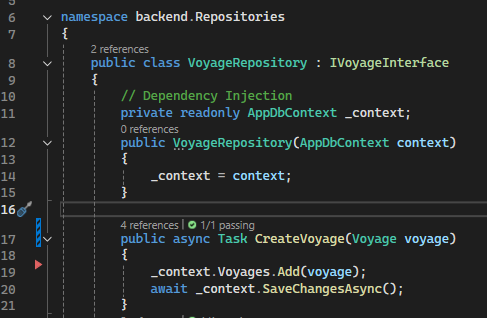 6 namespace backend.Repositories
7 {
2 references
8 public class VoyageRepository : IVoyageInterface
9 {
10 // Dependency Injection
11 private readonly AppDbContext _context;
0 references
12 public VoyageRepository(AppDbContext context)
13 {
14 _context = context;
15 }
16
4 references | 1/1 passing
17 public async Task CreateVoyage(Voyage voyage)
18 {
19 _context.Voyages.Add(voyage);
20 await _context.SaveChangesAsync();
21 }